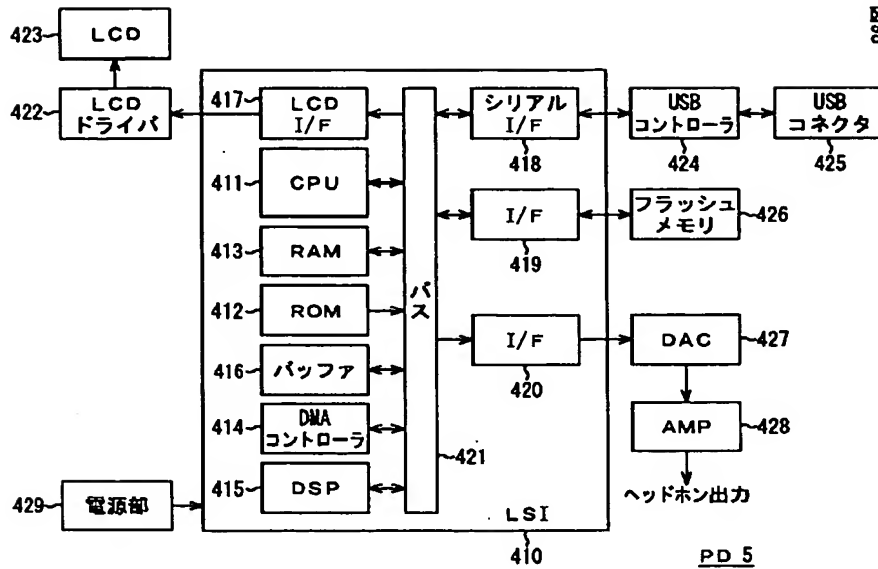 423
LCD
422
LCD
ドライバ
417
LCD
I/F
411
CPU
413
RAM
412
ROM
416
バッファ
414
DMA
コントローラ
415
DSP
429
電源部
バス
421
シリアル
I/F
418
I/F
419
I/F
420
LSI
410
USB
コントローラ
424
USB
コネクタ
425
フラッシュ
メモリ
426
DAC
427
AMP
428
ヘッドホン出力
PD 5